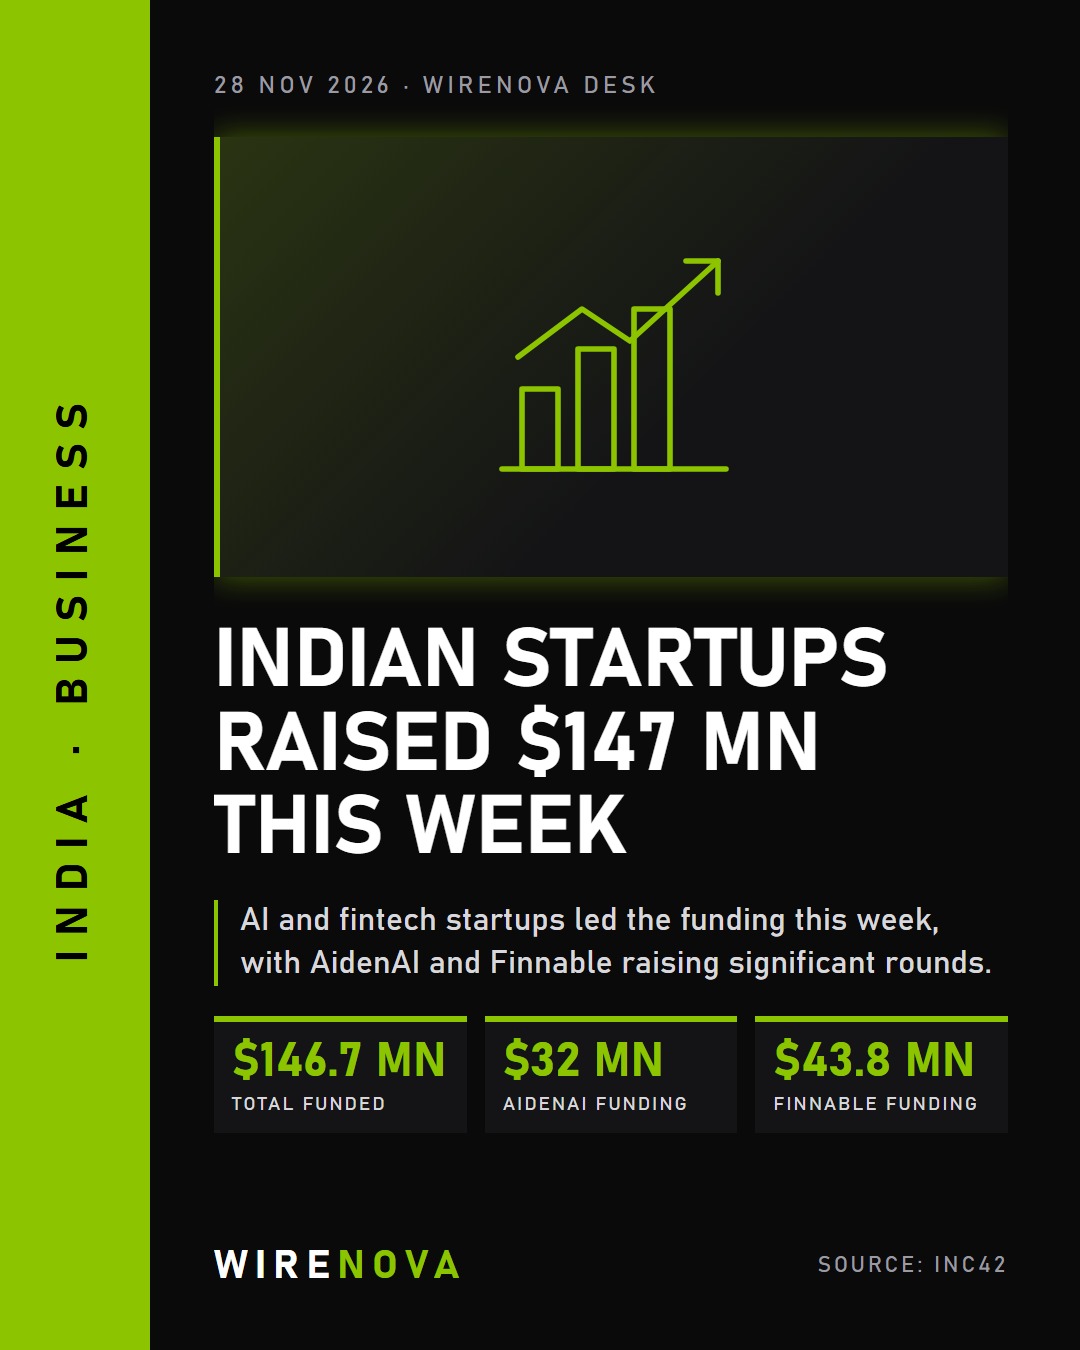 INDIA · BUSINESS
28 NOV 2026 · WIRENOVA DESK
INDIAN STARTUPS
RAISED $147 MN
THIS WEEK
AI and fintech startups led the funding this week,
with AidenAI and Finnable raising significant rounds.
$146.7 MN
TOTAL FUNDED
$32 MN
AIDENAI FUNDING
$43.8 MN
FINNABLE FUNDING
WIRENOVA
SOURCE: INC42